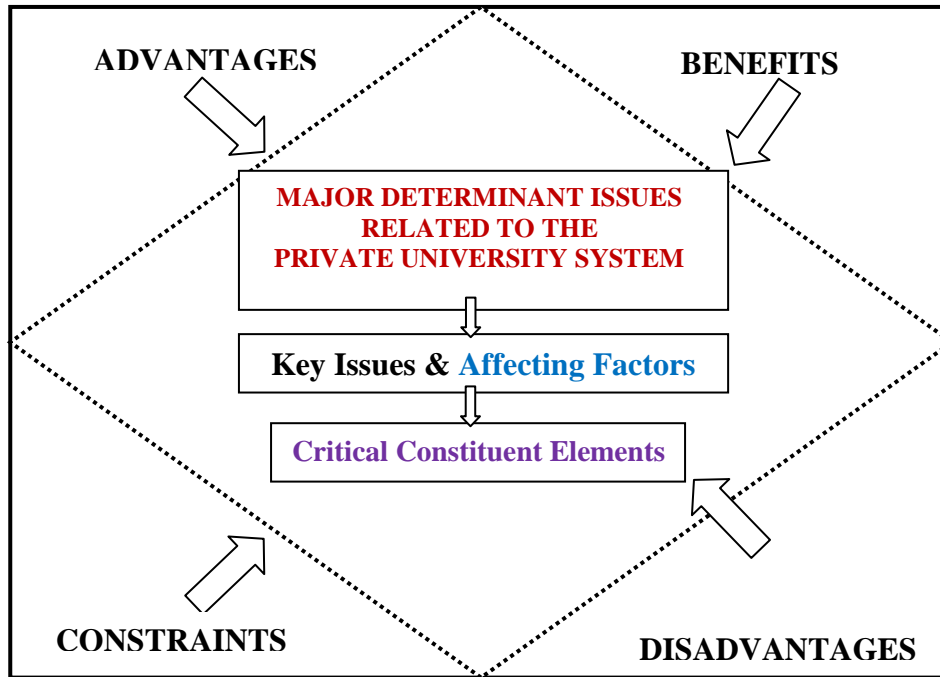 ADVANTAGES
BENEFITS
MAJOR DETERMINANT ISSUES
RELATED TO THE
PRIVATE UNIVERSITY SYSTEM
Key Issues & Affecting Factors
Critical Constituent Elements
CONSTRAINTS
DISADVANTAGES